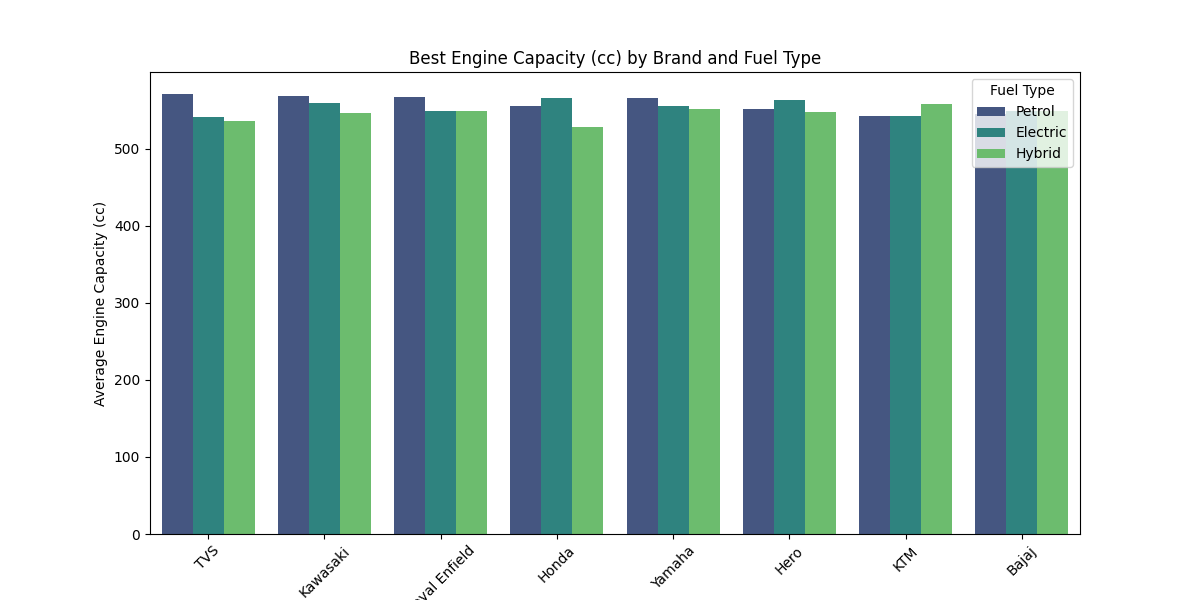 Best Engine Capacity (cc) by Brand and Fuel Type
Fuel Type
Petrol
Electric
Hybrid
Average Engine Capacity (cc)
500
400
300
200
100
0
TVS
Kawasaki
Enfield
Honda
Yamaha
Hero
KTM
Bajaj